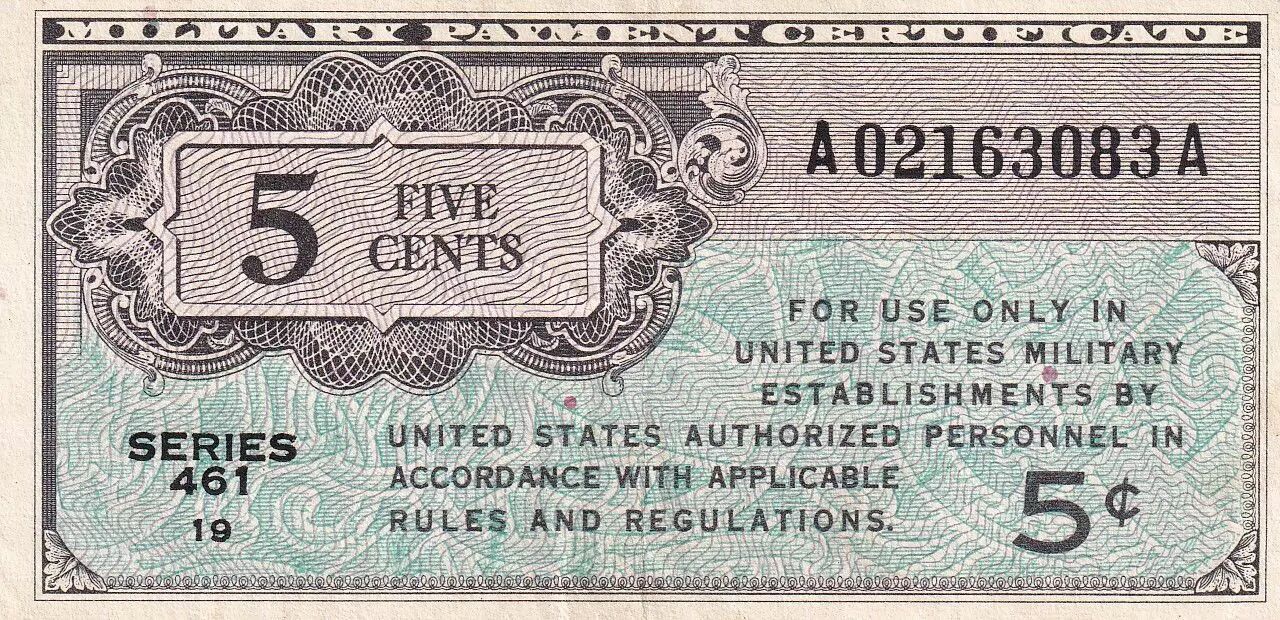 MILITARY PAYMENT CERTIFICATE
A02163083A
5 FIVE
CENTS
FOR USE ONLY IN
UNITED STATES MILITARY
ESTABLISHMENTS BY
UNITED STATES AUTHORIZED PERSONNEL IN
ACCORDANCE WITH APPLICABLE
RULES AND REGULATIONS.
SERIES
461
19
5¢